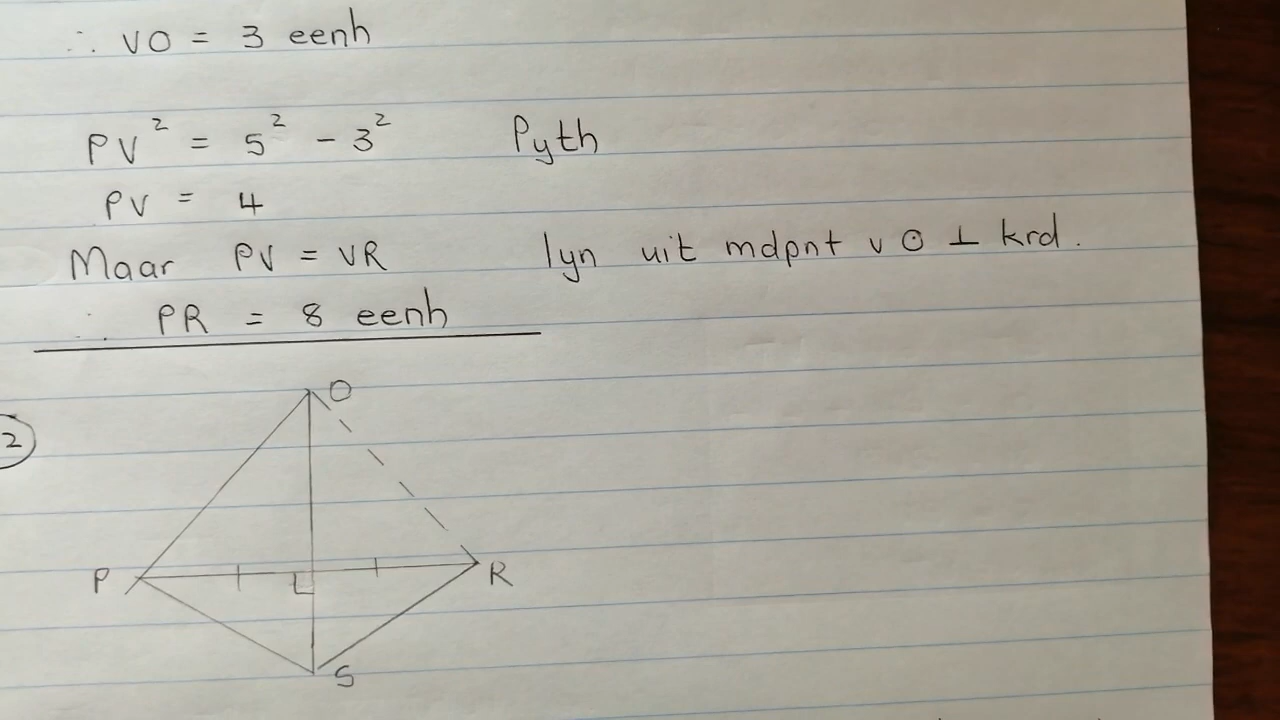 ∴ VO = 3 eenh
PV² = 5² - 3² Pyth
PV = 4
Maar PV = VR lyn uit mdpnt v ⊙ ⊥ krd.
∴ PR = 8 eenh
2
O
P
R
S